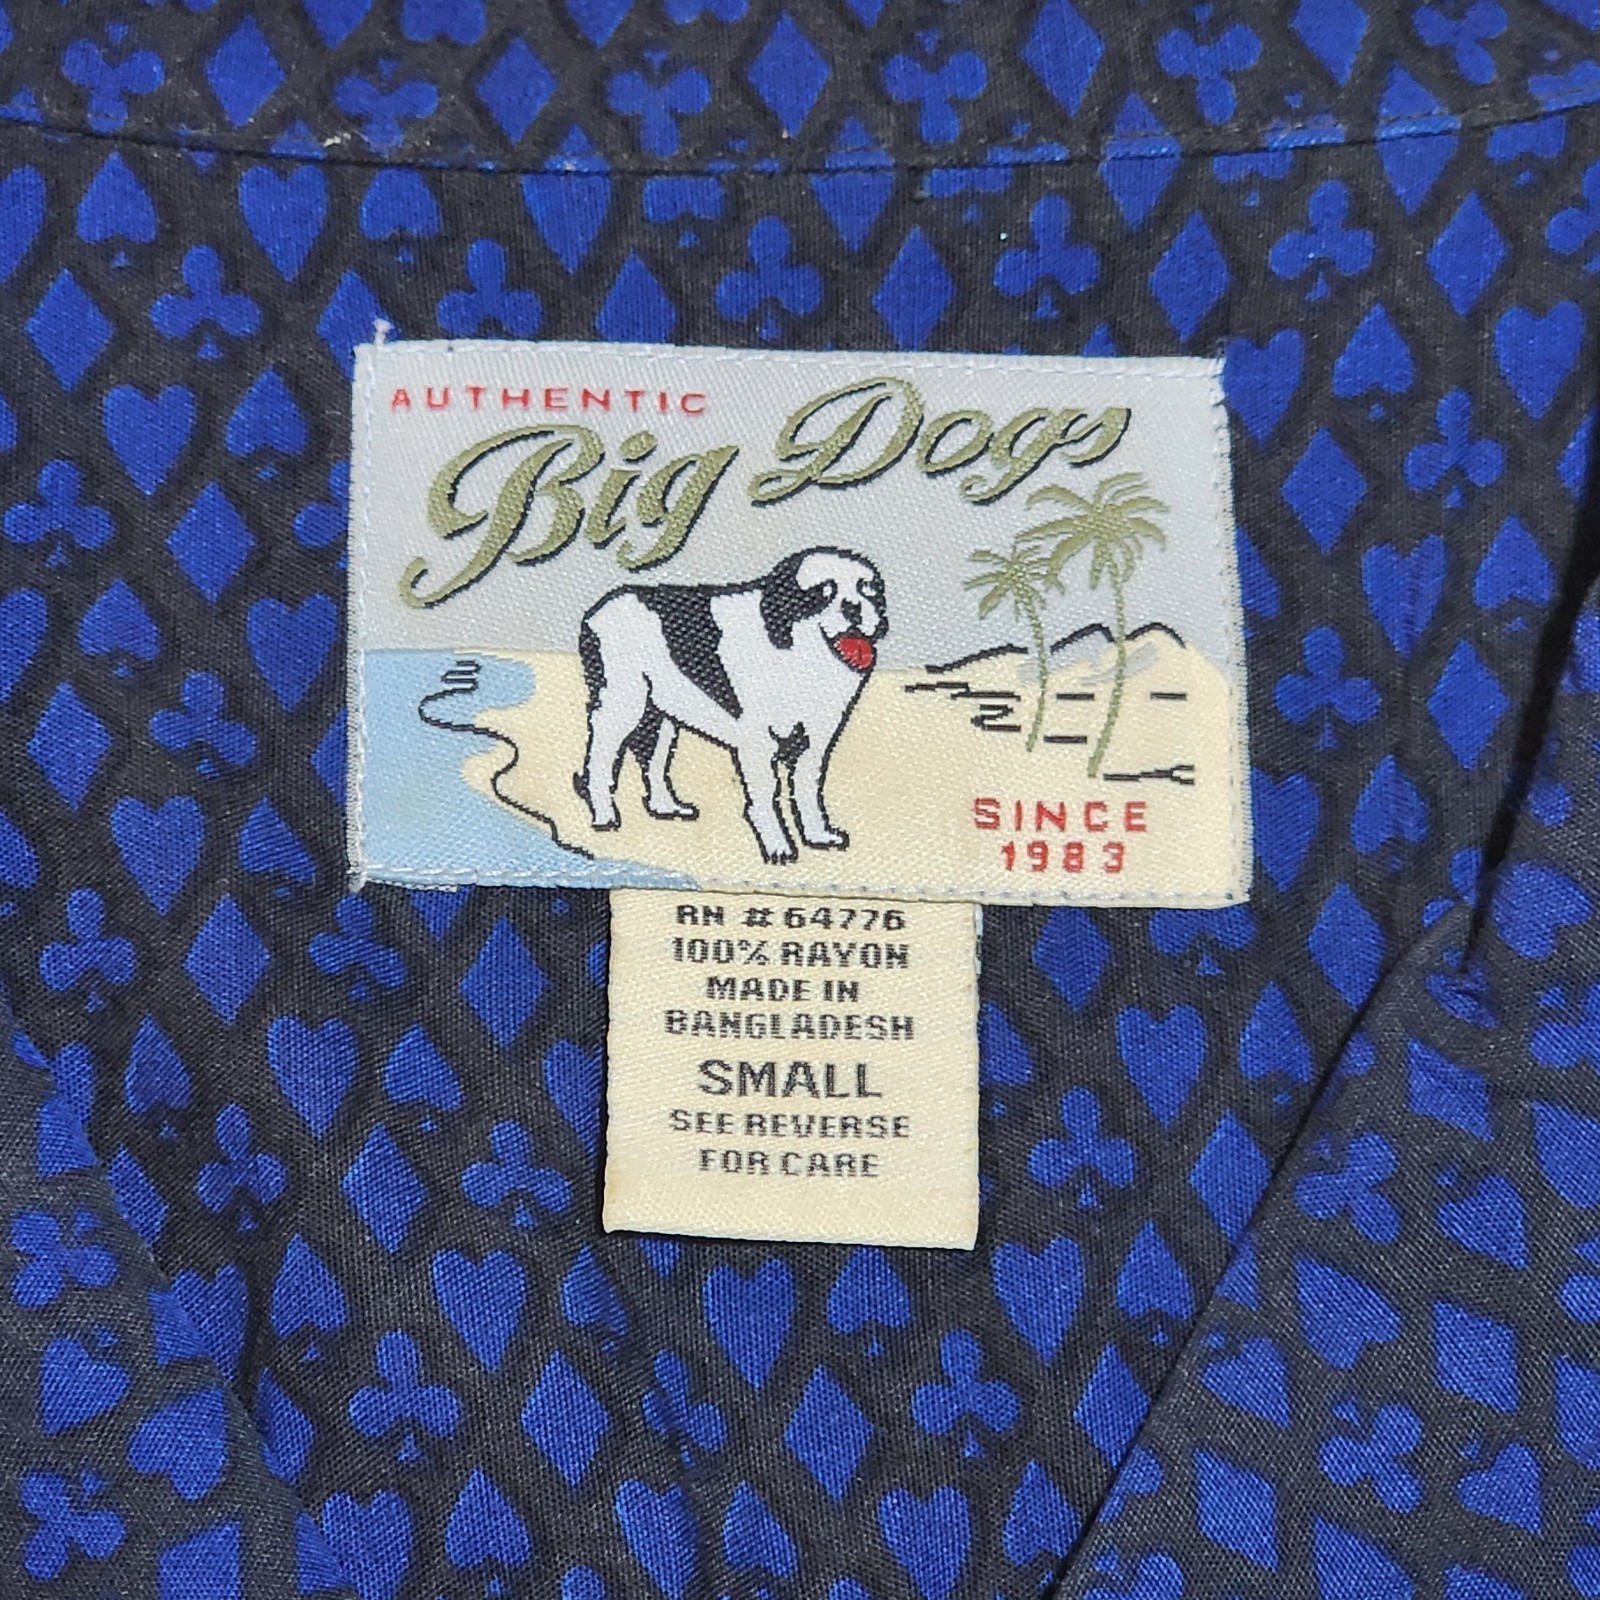 AUTHENTIC
Big Dogs
SINCE
1983
RN # 64776
100% RAYON
MADE IN
BANGLADESH
SMALL
SEE REVERSE
FOR CARE